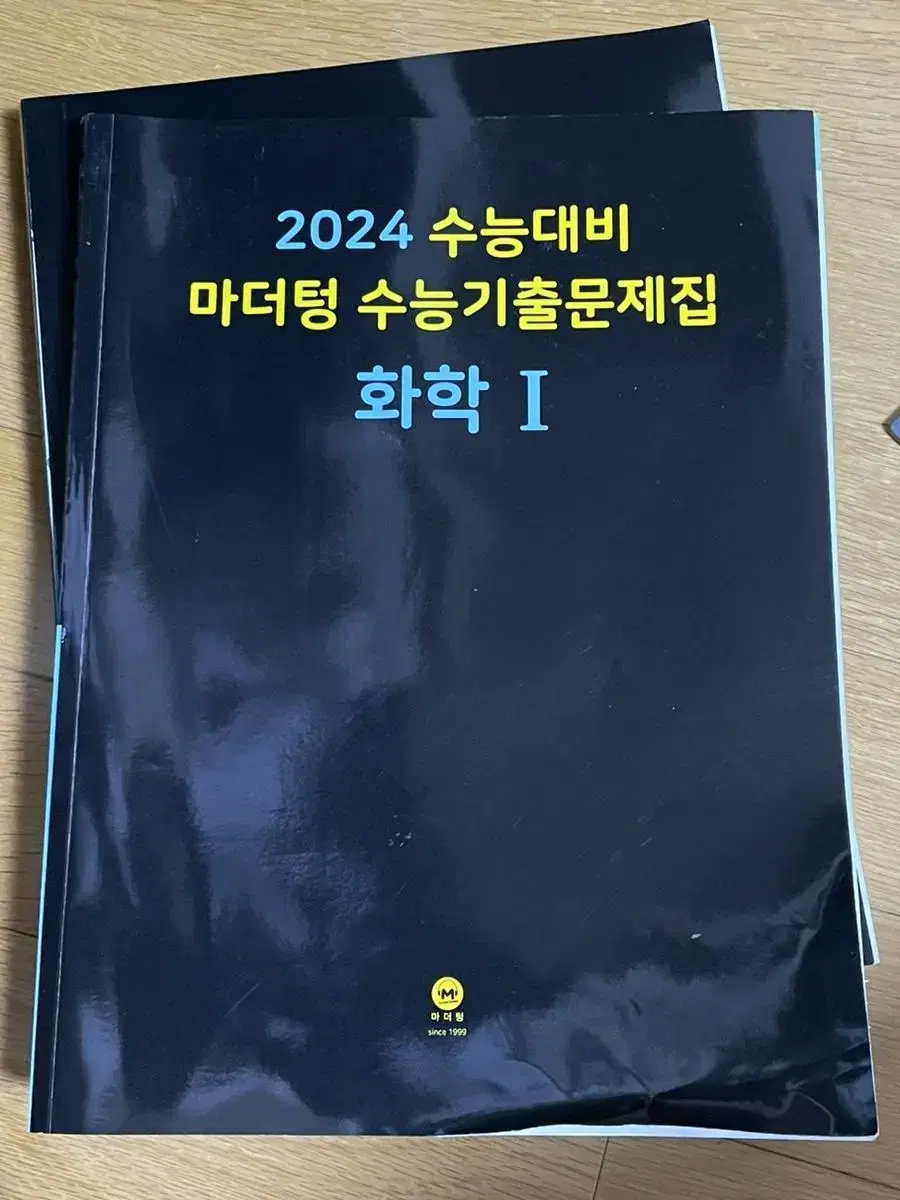 2024 수능대비
마더텅 수능기출문제집
화학 I
M
마더텅
since 1999